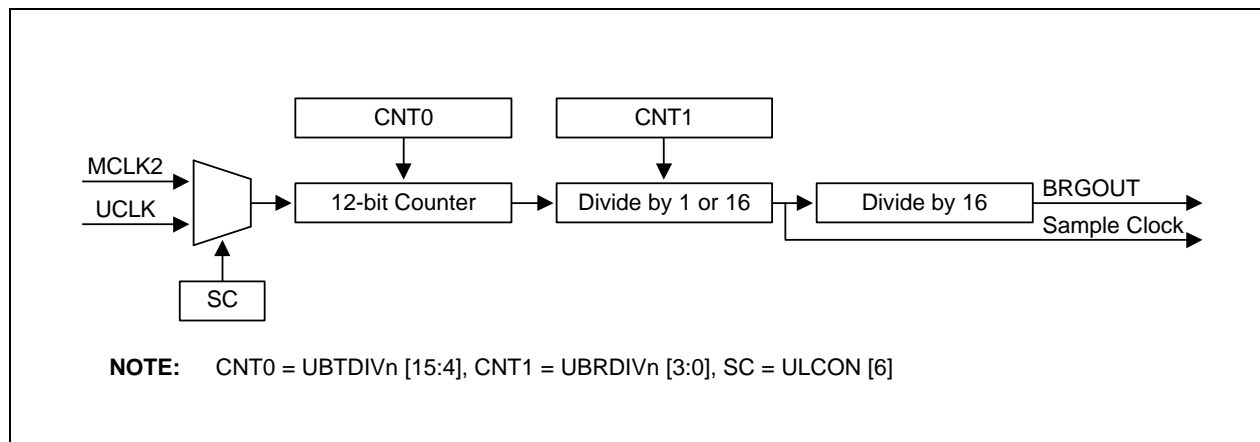 CNT0
CNT1
MCLK2
UCLK
12-bit Counter
Divide by 1 or 16
Divide by 16
BRGOUT
Sample Clock
SC
NOTE: CNT0 = UBTDIVn [15:4], CNT1 = UBRDIVn [3:0], SC = ULCON [6]